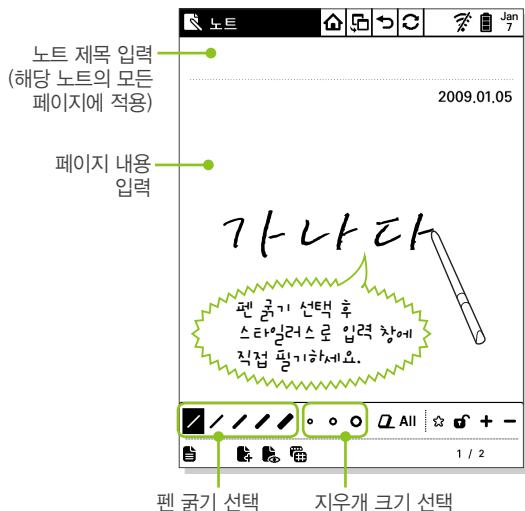 노트
Jan
7
노트 제목 입력
(해당 노트의 모든
페이지에 적용)
2009.01.05
페이지 내용
입력
가나다
펜 굵기 선택 후
스타일러스로 입력 창에
직접 필기하세요.
All
1 / 2
펜 굵기 선택
지우개 크기 선택